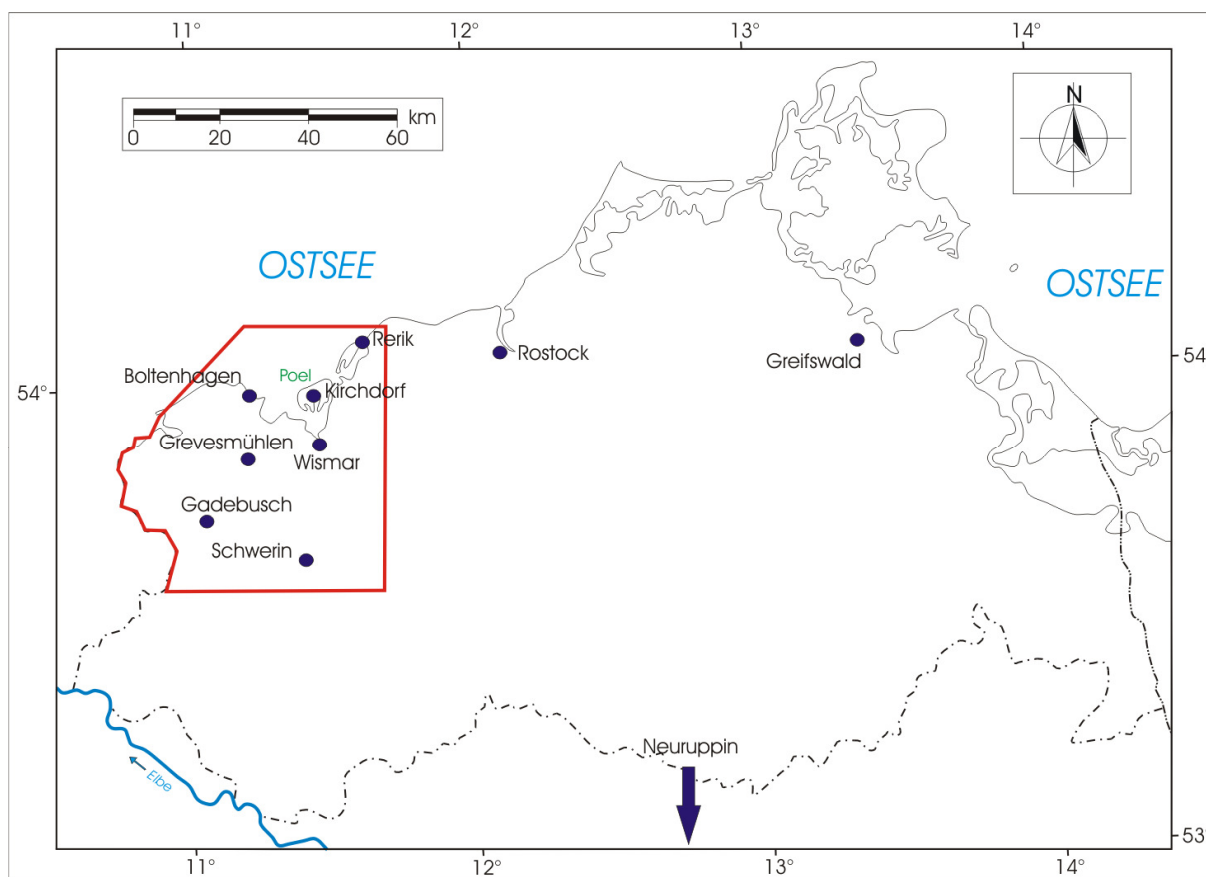 11°
12°
13°
14°
km
0
20
40
60
N
OSTSEE
OSTSEE
Rerik
Rostock
Greifswald
54°
54°
Boltenhagen
Poel
Kirchdorf
Grevesmühlen
Wismar
Gadebusch
Schwerin
Neuruppin
Elbe
53°
11°
12°
13°
14°